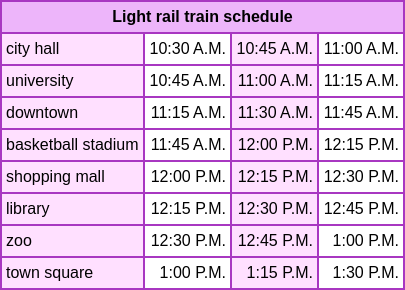 Light rail train schedule
city hall 10:30 A.M. 10:45 A.M. 11:00 A.M.
university 10:45 A.M. 11:00 A.M. 11:15 A.M.
downtown 11:15 A.M. 11:30 A.M. 11:45 A.M.
basketball stadium 11:45 A.M. 12:00 P.M. 12:15 P.M.
shopping mall 12:00 P.M. 12:15 P.M. 12:30 P.M.
library 12:15 P.M. 12:30 P.M. 12:45 P.M.
zoo 12:30 P.M. 12:45 P.M. 1:00 P.M.
town square 1:00 P.M. 1:15 P.M. 1:30 P.M.